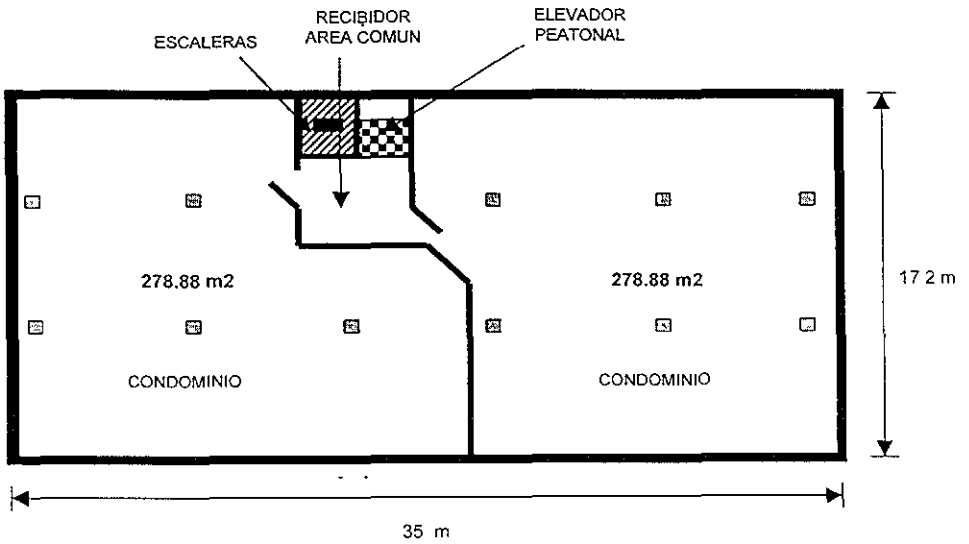 RECIBIDOR
AREA COMUN
ELEVADOR
PEATONAL
ESCALERAS
278.88 m2
278.88 m2
17 2 m
CONDOMINIO
CONDOMINIO
35 m